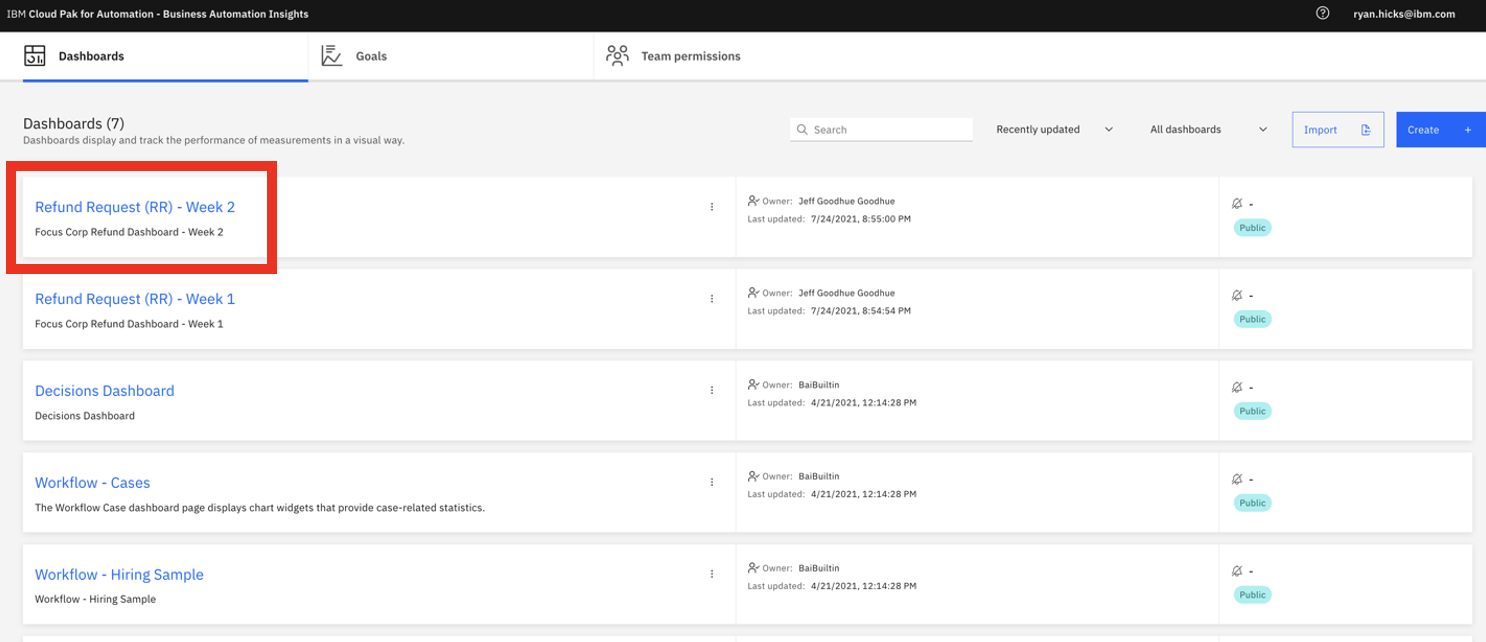 IBM Cloud Pak for Automation - Business Automation Insights
ryan.hicks@ibm.com
Dashboards
Goals
Team permissions
Dashboards (7)
Dashboards display and track the performance of measurements in a visual way.
Search
Recently updated
All dashboards
Import
Create +
Refund Request (RR) - Week 2
Focus Corp Refund Dashboard - Week 2
Owner: Jeff Goodhue Goodhue
Last updated: 7/24/2021, 8:55:00 PM
-
Public
Refund Request (RR) - Week 1
Focus Corp Refund Dashboard - Week 1
Owner: Jeff Goodhue Goodhue
Last updated: 7/24/2021, 8:54:54 PM
-
Public
Decisions Dashboard
Decisions Dashboard
Owner: BaiBuiltin
Last updated: 4/21/2021, 12:14:28 PM
-
Public
Workflow - Cases
The Workflow Case dashboard page displays chart widgets that provide case-related statistics.
Owner: BaiBuiltin
Last updated: 4/21/2021, 12:14:28 PM
-
Public
Workflow - Hiring Sample
Workflow - Hiring Sample
Owner: BaiBuiltin
Last updated: 4/21/2021, 12:14:28 PM
-
Public